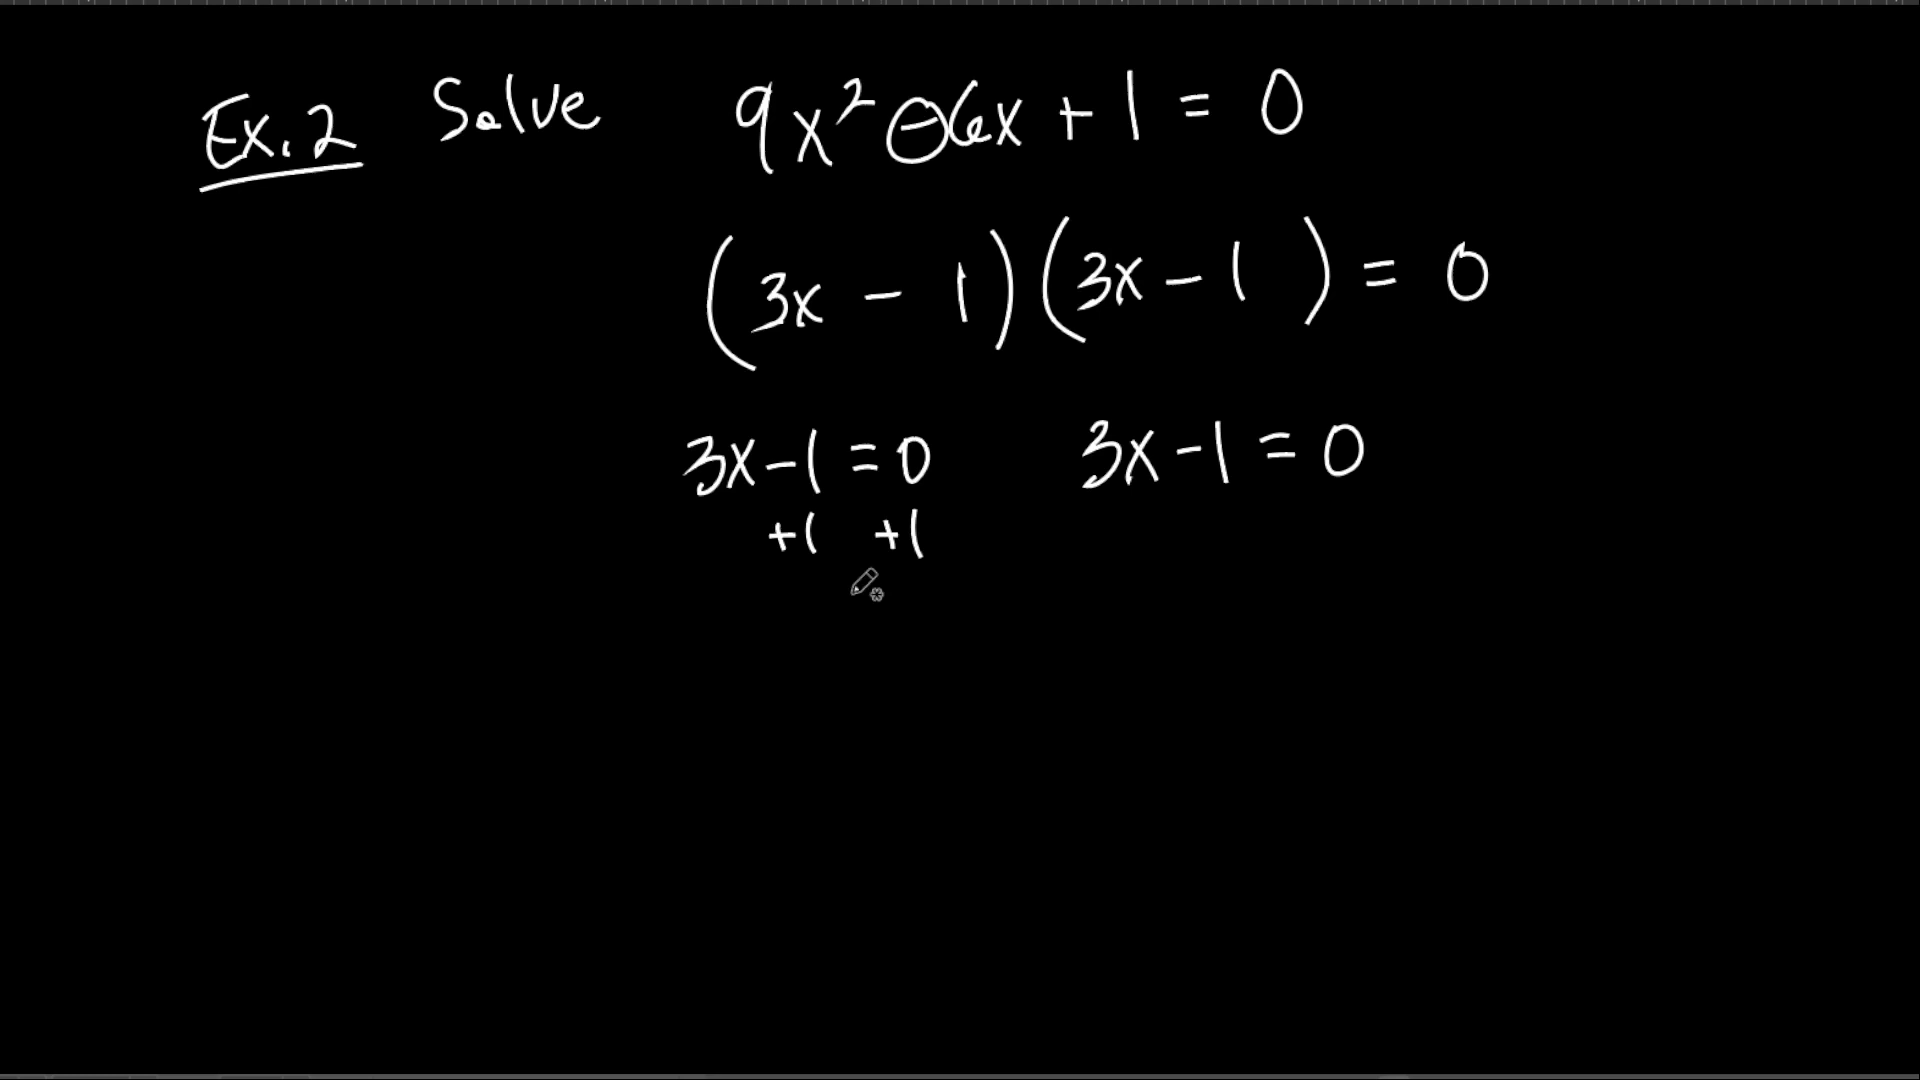 Ex. 2 Solve 9x² - 6x + 1 = 0
(3x - 1)(3x - 1) = 0
3x - 1 = 0 3x - 1 = 0
+1 +1